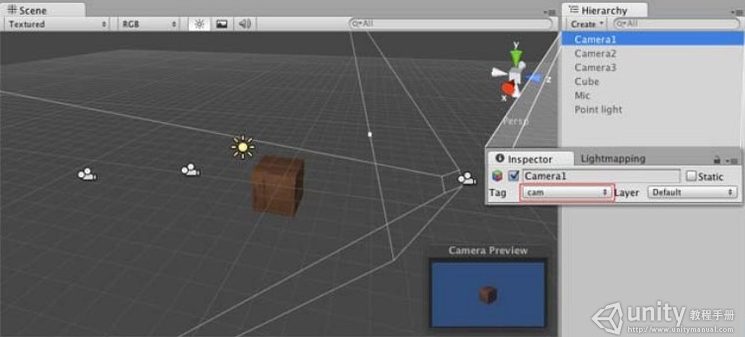 Scene
Textured
RGB
All
y
z
x
Persp
Hierarchy
Create
All
Camera1
Camera2
Camera3
Cube
Mic
Point light
Inspector
Lightmapping
Camera1
Static
Tag
cam
Layer
Default
Camera Preview
unity 教程手册
http://www.unitymanual.com